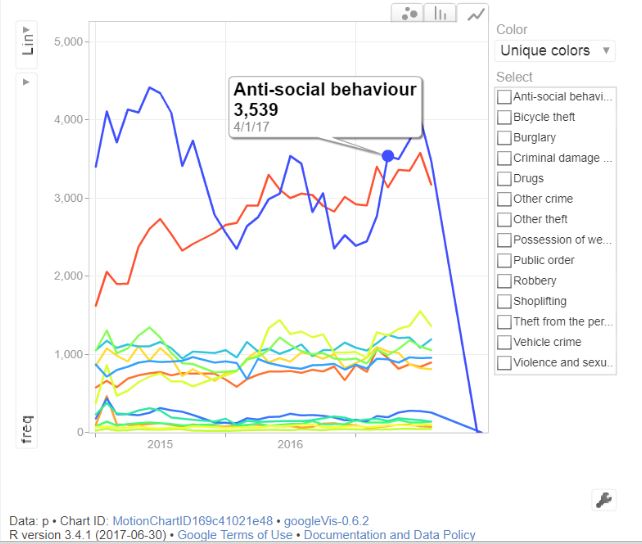 Lin
5,000
4,000
3,000
2,000
1,000
0
freq
2015
2016
Anti-social behaviour
3,539
4/1/17
Color
Unique colors
Select
Anti-social behavi...
Bicycle theft
Burglary
Criminal damage ...
Drugs
Other crime
Other theft
Possession of we...
Public order
Robbery
Shoplifting
Theft from the per...
Vehicle crime
Violence and sexu...
Data: p • Chart ID: MotionChartID169c41021e48 • googleVis-0.6.2
R version 3.4.1 (2017-06-30) • Google Terms of Use • Documentation and Data Policy